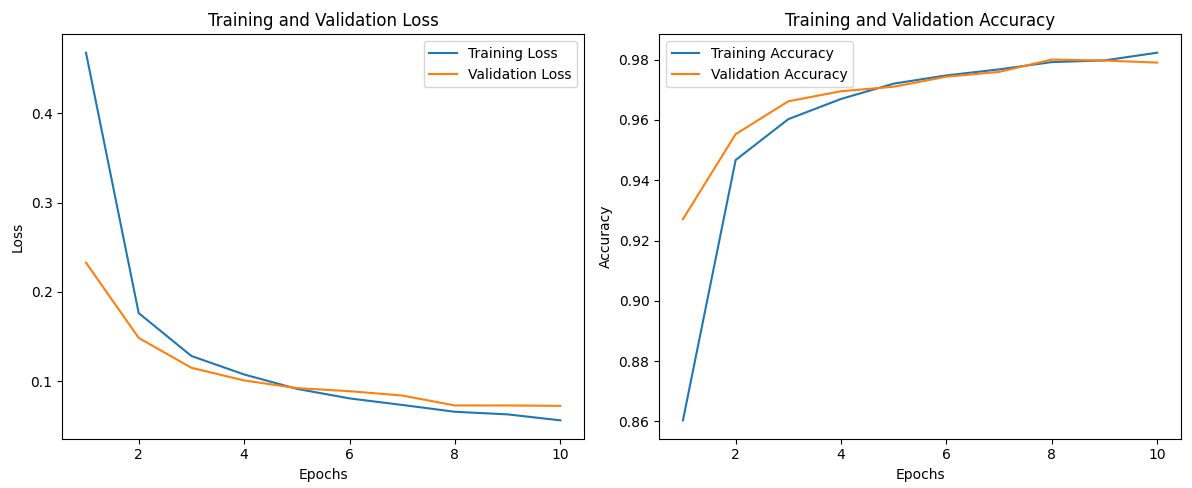 Training and Validation Loss
Training Loss
Validation Loss
0.4
0.3
0.2
0.1
Loss
2
4
6
8
10
Epochs
Training and Validation Accuracy
Training Accuracy
Validation Accuracy
0.98
0.96
0.94
0.92
0.90
0.88
0.86
Accuracy
2
4
6
8
10
Epochs